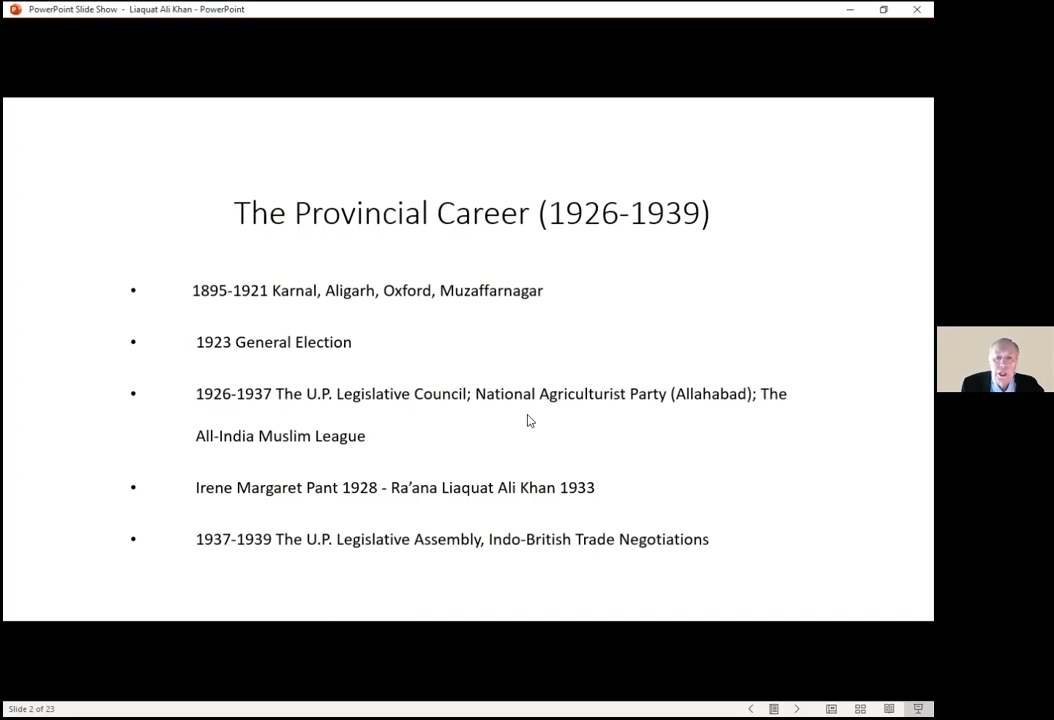 PowerPoint Slide Show - Liaquat Ali Khan - PowerPoint
The Provincial Career (1926-1939)
• 1895-1921 Karnal, Aligarh, Oxford, Muzaffarnagar
• 1923 General Election
• 1926-1937 The U.P. Legislative Council; National Agriculturist Party (Allahabad); The
All-India Muslim League
• Irene Margaret Pant 1928 - Ra’ana Liaquat Ali Khan 1933
• 1937-1939 The U.P. Legislative Assembly, Indo-British Trade Negotiations
Slide 2 of 23